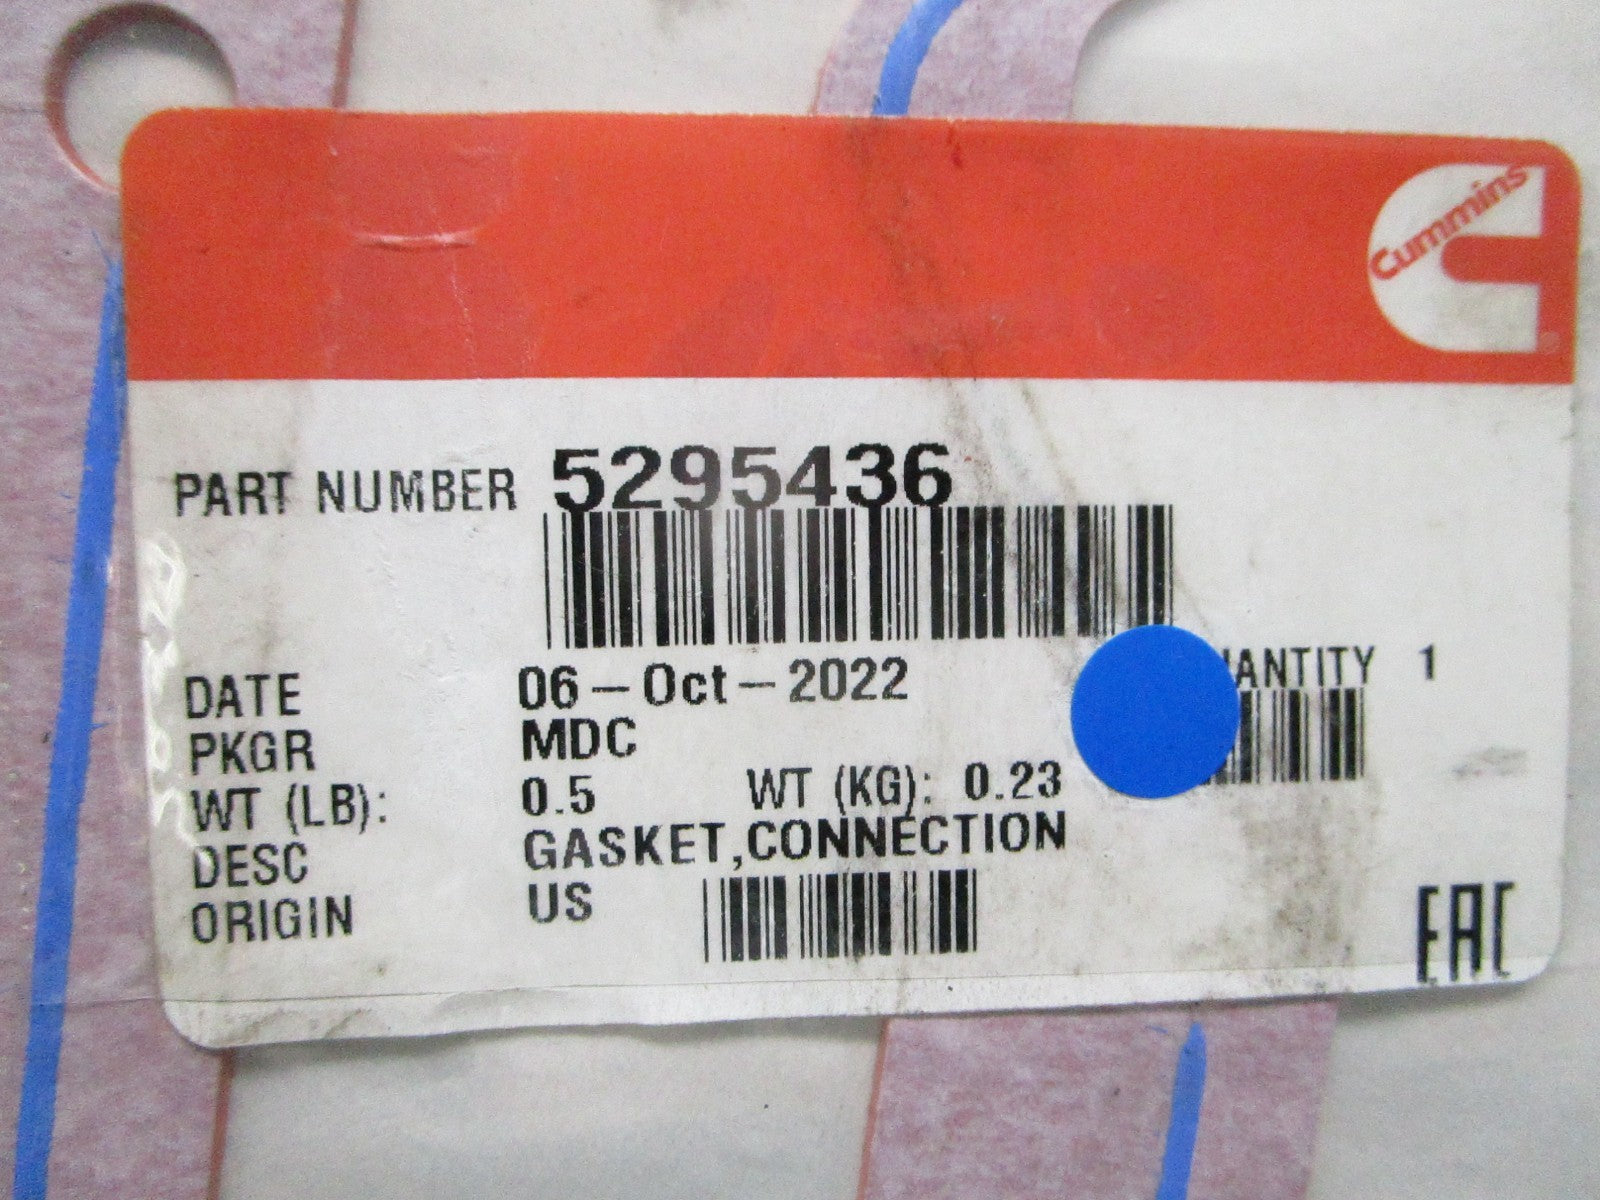 Cummins
PART NUMBER 5295436
DATE 06-Oct-2022
PKGR MDC
WT (LB): 0.5 WT (KG): 0.23
DESC GASKET,CONNECTION
ORIGIN US
1
EAC